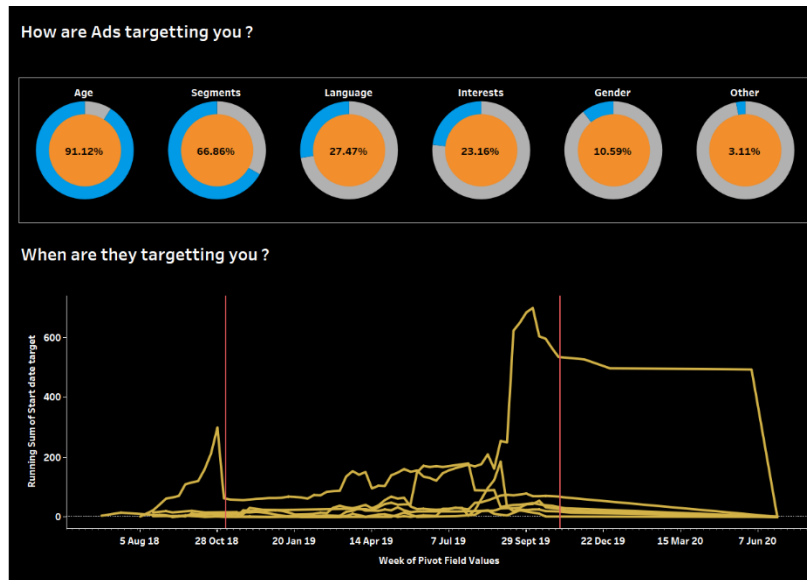 How are Ads targetting you ?
Age Segments Language Interests Gender Other
91.12% 66.86% 27.47% 23.16% 10.59% 3.11%
When are they targetting you ?
Running Sum of Start date target
600
400
200
0
5 Aug 18 28 Oct 18 20 Jan 19 14 Apr 19 7 Jul 19 29 Sept 19 22 Dec 19 15 Mar 20 7 Jun 20
Week of Pivot Field Values